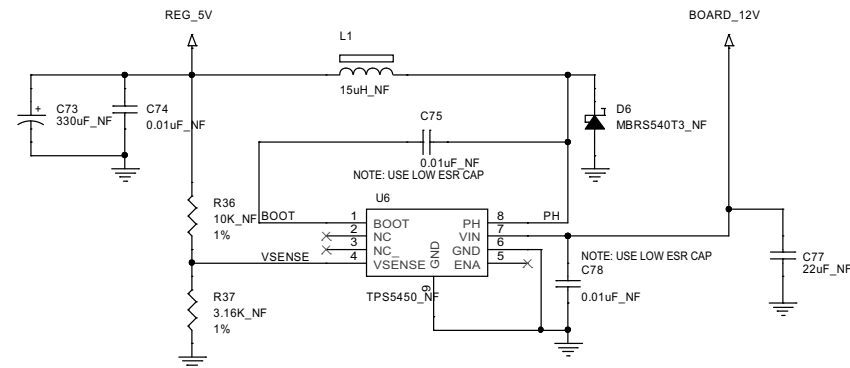 REG_5V
BOARD_12V
L1
15uH_NF
C73
330uF_NF
C74
0.01uF_NF
C75
0.01uF_NF
NOTE: USE LOW ESR CAP
D6
MBRS540T3_NF
U6
R36
10K_NF
1%
BOOT
1
BOOT
PH
8
PH
2
NC
VIN
7
3
NC_
GND
6
VSENSE
4
VSENSE
GND
ENA
5
9
TPS5450_NF
NOTE: USE LOW ESR CAP
C78
0.01uF_NF
C77
22uF_NF
R37
3.16K_NF
1%